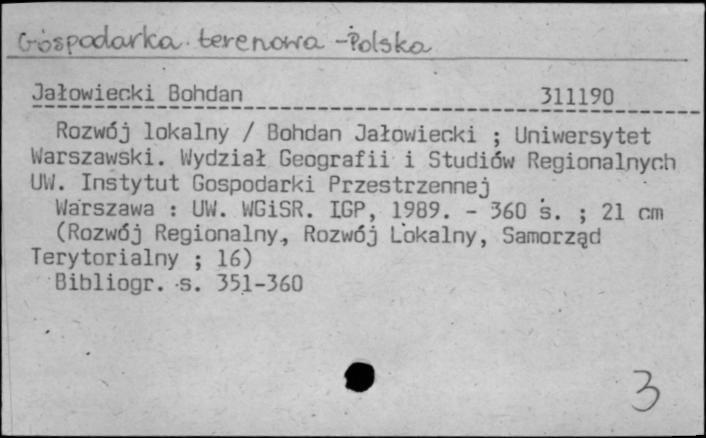 Gospodarka terenowa - Polska
Jałowiecki Bohdan 311190
Rozwój lokalny / Bohdan Jałowiecki ; Uniwersytet
Warszawski. Wydział Geografii i Studiów Regionalnych
UW. Instytut Gospodarki Przestrzennej
Warszawa : UW. WGiSR. IGP, 1989. - 360 s. ; 21 cm
(Rozwój Regionalny, Rozwój Lokalny, Samorząd
Terytorialny ; 16)
Bibliogr. s. 351-360
3